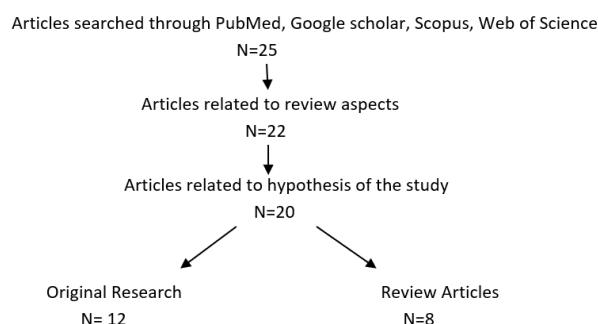 Articles searched through PubMed, Google scholar, Scopus, Web of Science
N=25
Articles related to review aspects
N=22
Articles related to hypothesis of the study
N=20
Original Research
Review Articles
N= 12
N=8